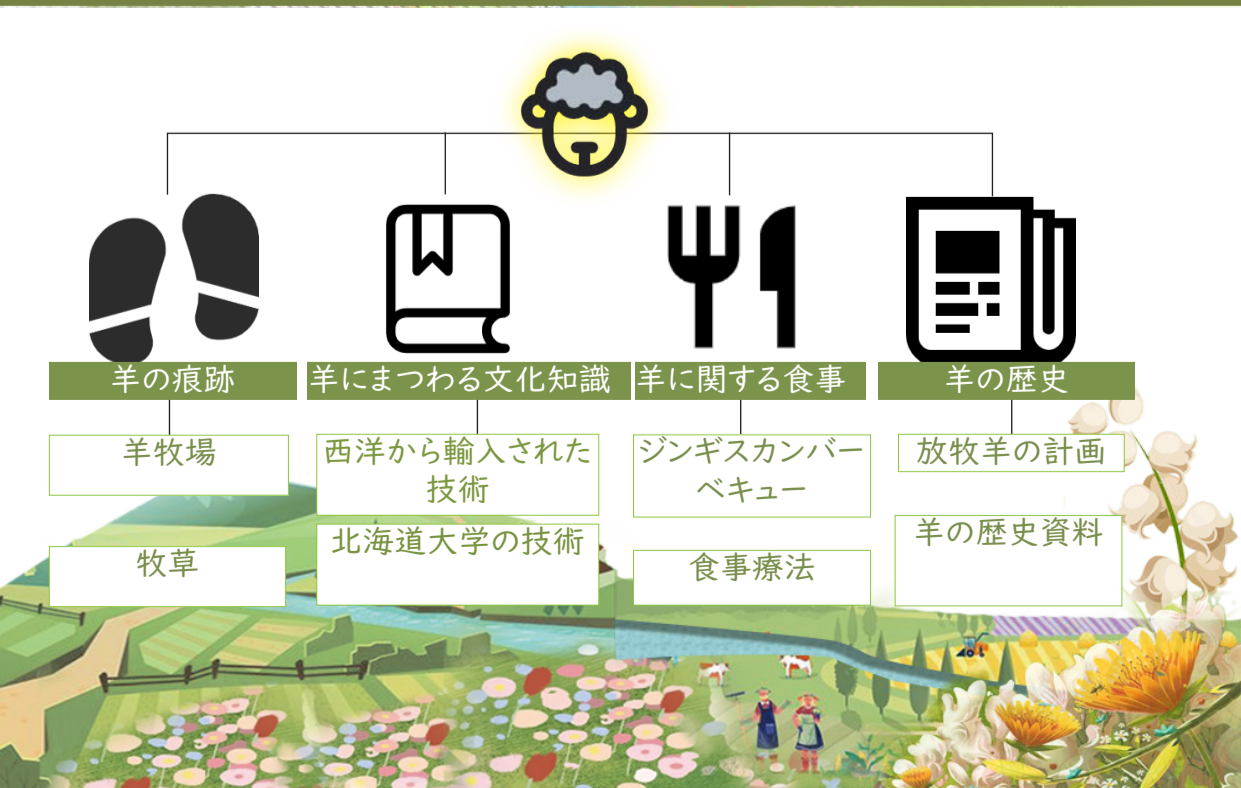 羊の痕跡
羊にまつわる文化知識
羊に関する食事
羊の歴史
羊牧場
西洋から輸入された
技術
ジンギスカンバー
ベキュー
放牧羊の計画
牧草
北海道大学の技術
食事療法
羊の歴史資料